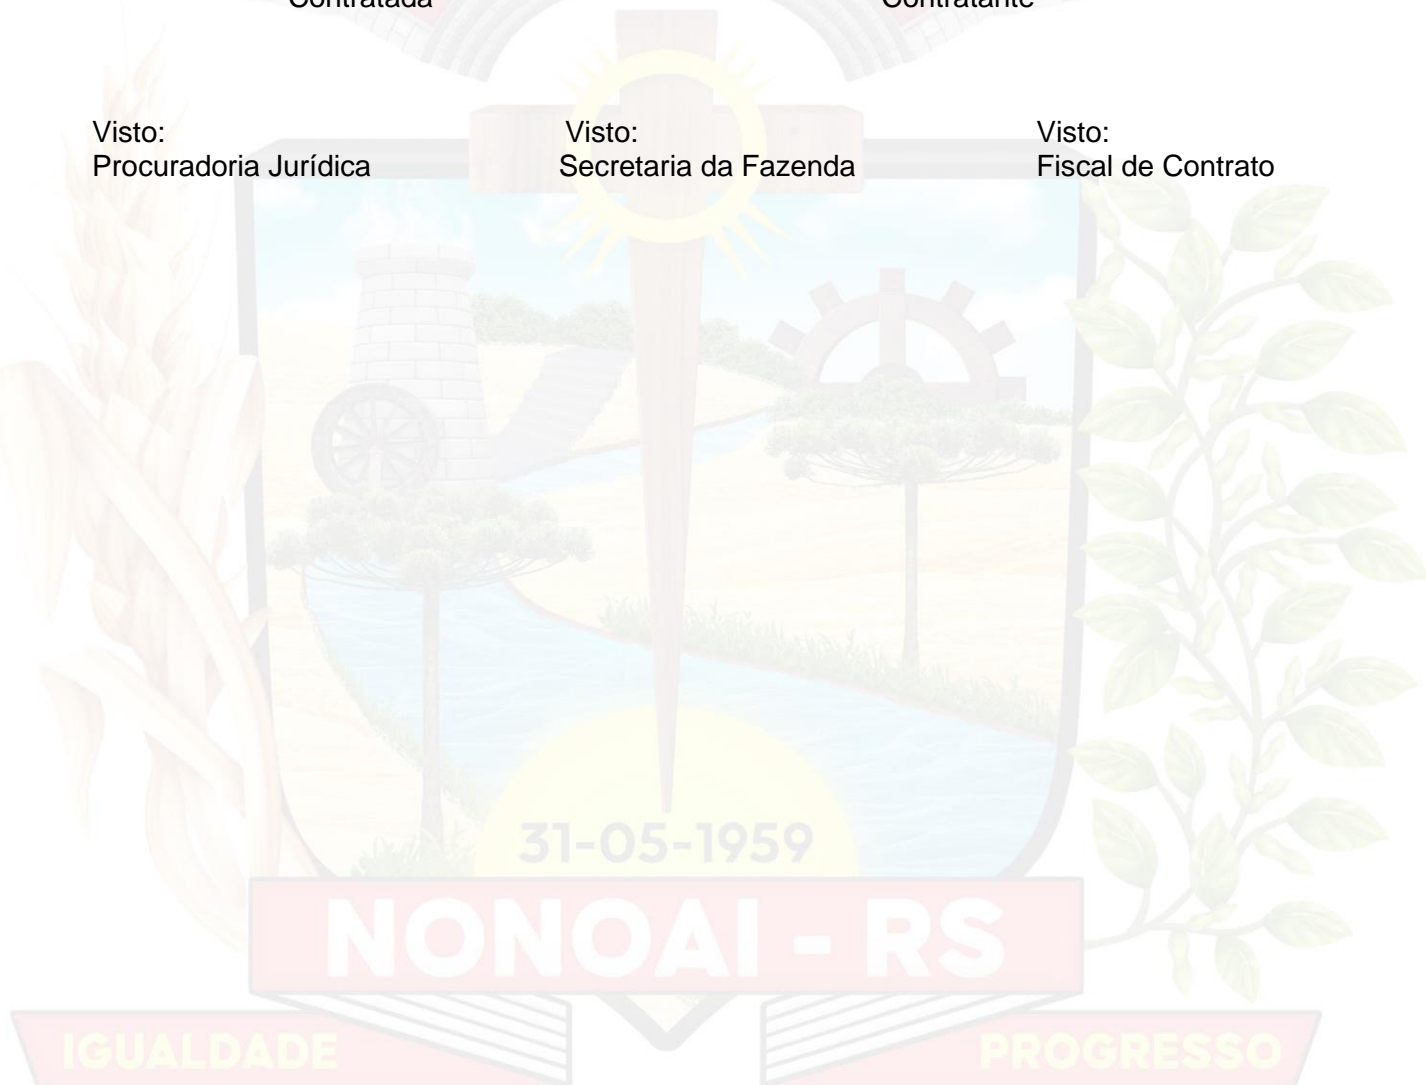 Contratada Contratante
Visto: Visto: Visto:
Procuradoria Jurídica Secretaria da Fazenda Fiscal de Contrato
31-05-1959
NONOAI - RS
IGUALDADE PROGRESSO